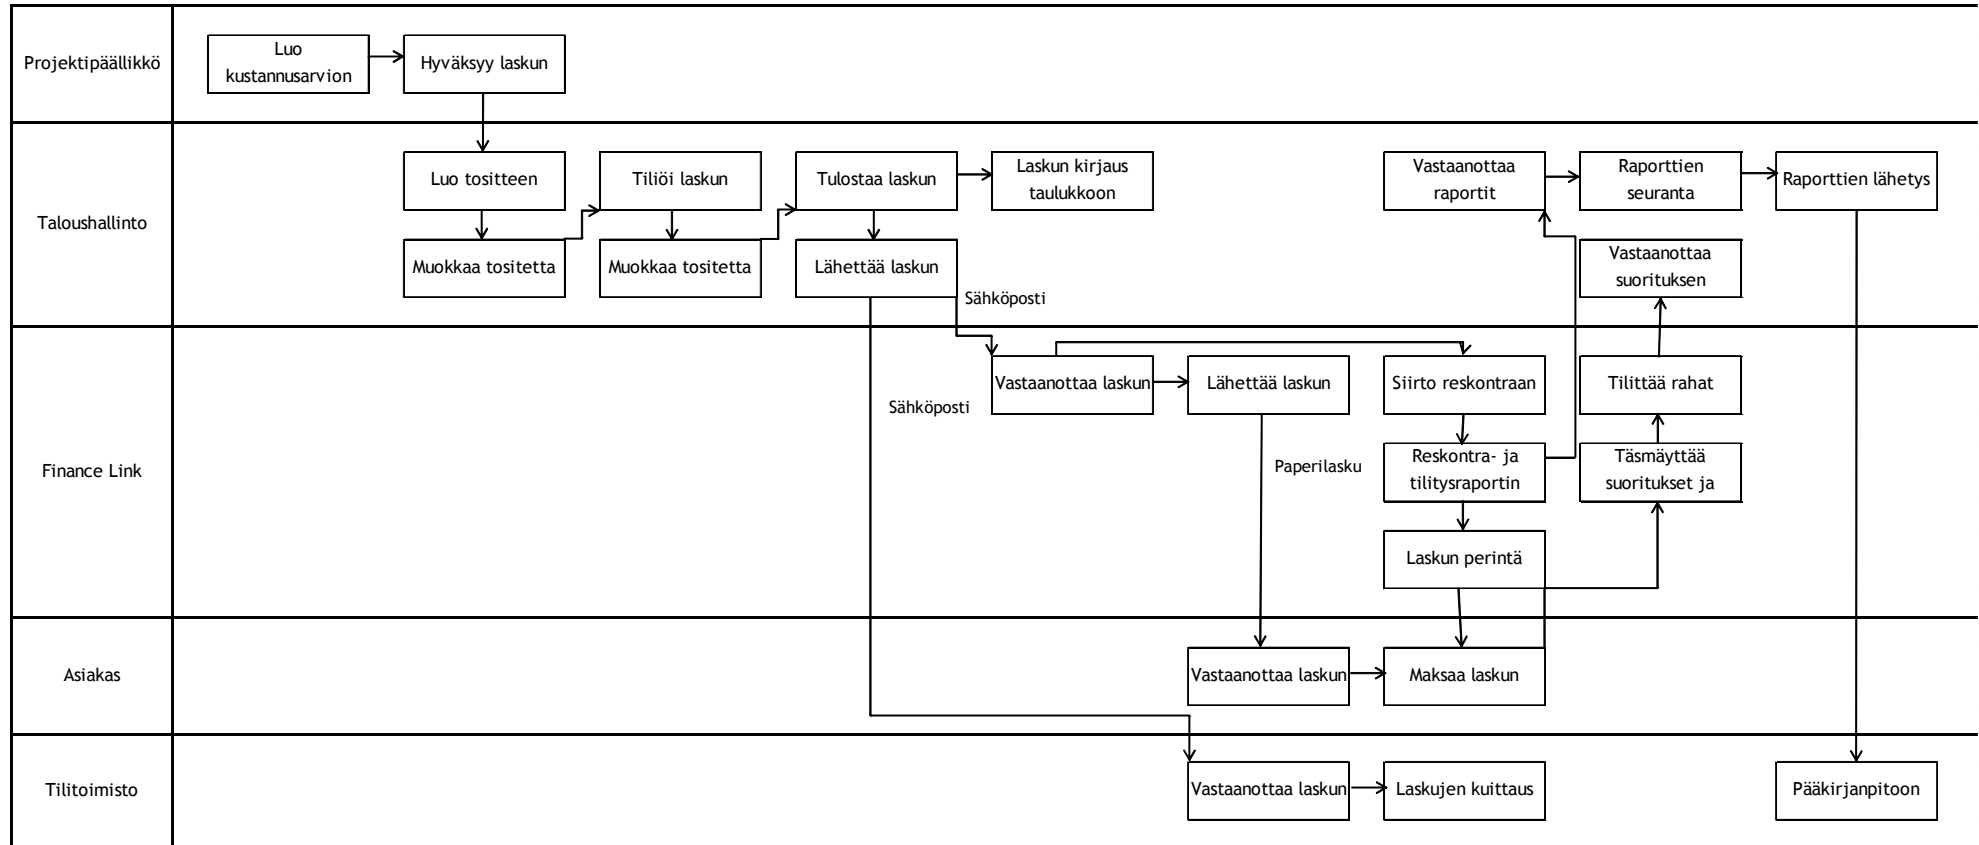 Projektipäällikkö
Luo
kustannusarvion
Hyväksyy laskun
Taloushallinto
Luo tositteen
Tiliöi laskun
Tulostaa laskun
Laskun kirjaus
taulukkoon
Vastaanottaa
raportit
Raporttien
seuranta
Raporttien lähetys
Muokkaa tositetta
Muokkaa tositetta
Lähettää laskun
Vastaanottaa
suorituksen
Sähköposti
Finance Link
Vastaanottaa laskun
Lähettää laskun
Siirto reskontraan
Tilittää rahat
Sähköposti
Paperilasku
Reskontra- ja
tilitysraportin
Täsmäyttää
suoritukset ja
Laskun perintä
Asiakas
Vastaanottaa laskun
Maksaa laskun
Tilitoimisto
Vastaanottaa laskun
Laskujen kuittaus
Pääkirjanpitoon